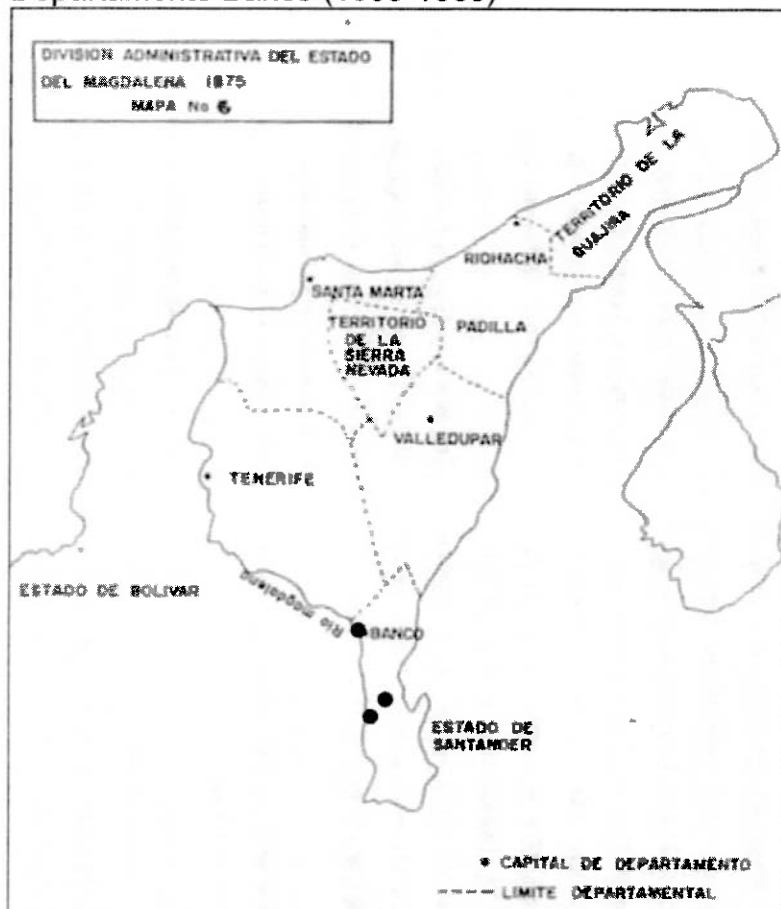 DIVISION ADMINISTRATIVA DEL ESTADO
DEL MAGDALENA 1875
MAPA No 6
TERRITORIO DE LA
GUAJIRA
RIOHACHA
SANTA MARTA
TERRITORIO
DE LA
SIERRA
NEVADA
PADILLA
VALLEDUPAR
TENERIFE
ESTADO DE BOLIVAR
Rio magdalena
BANCO
ESTADO DE
SANTANDER
CAPITAL DE DEPARTAMENTO
LIMITE DEPARTAMENTAL